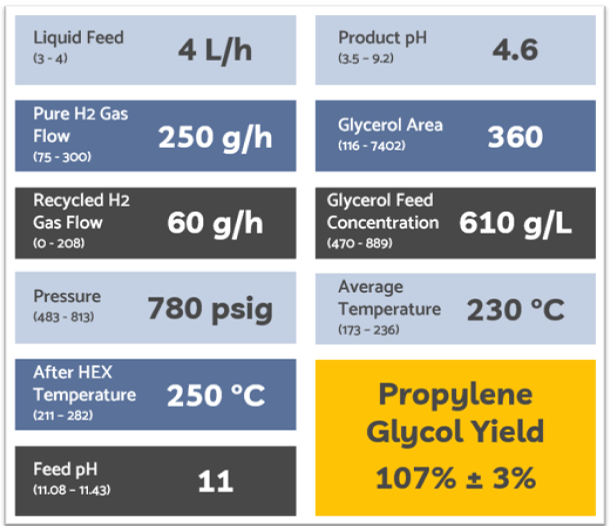 Liquid Feed
(3 - 4)
4 L/h
Product pH
(3.5 – 9.2)
4.6
Pure H2 Gas
Flow
(75 - 300)
250 g/h
Glycerol Area
(116 - 7402)
360
Recycled H2
Gas Flow
(0 - 208)
60 g/h
Glycerol Feed
Concentration
(470 - 889)
610 g/L
Pressure
(483 - 813)
780 psig
Average
Temperature
(173 – 236)
230 °C
After HEX
Temperature
(211 – 282)
250 °C
Feed pH
(11.08 – 11.43)
11
Propylene
Glycol Yield
107% ± 3%